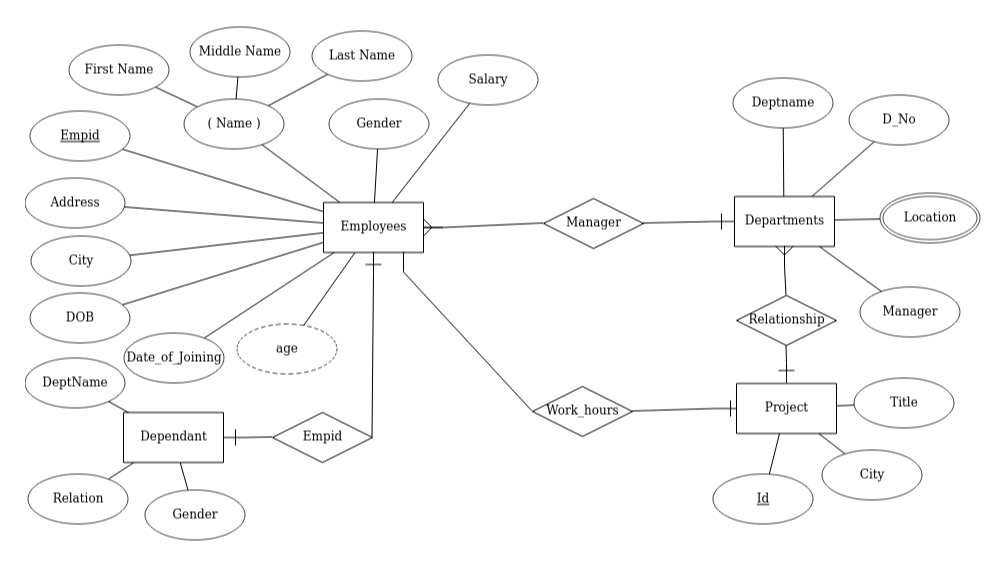 Middle Name
Last Name
First Name
Salary
( Name )
Gender
Empid
Deptname
D_No
Address
Employees
Manager
Departments
Location
City
DOB
Manager
Relationship
Date_of_Joining
age
DeptName
Work_hours
Project
Title
Dependant
Empid
City
Relation
Gender
Id